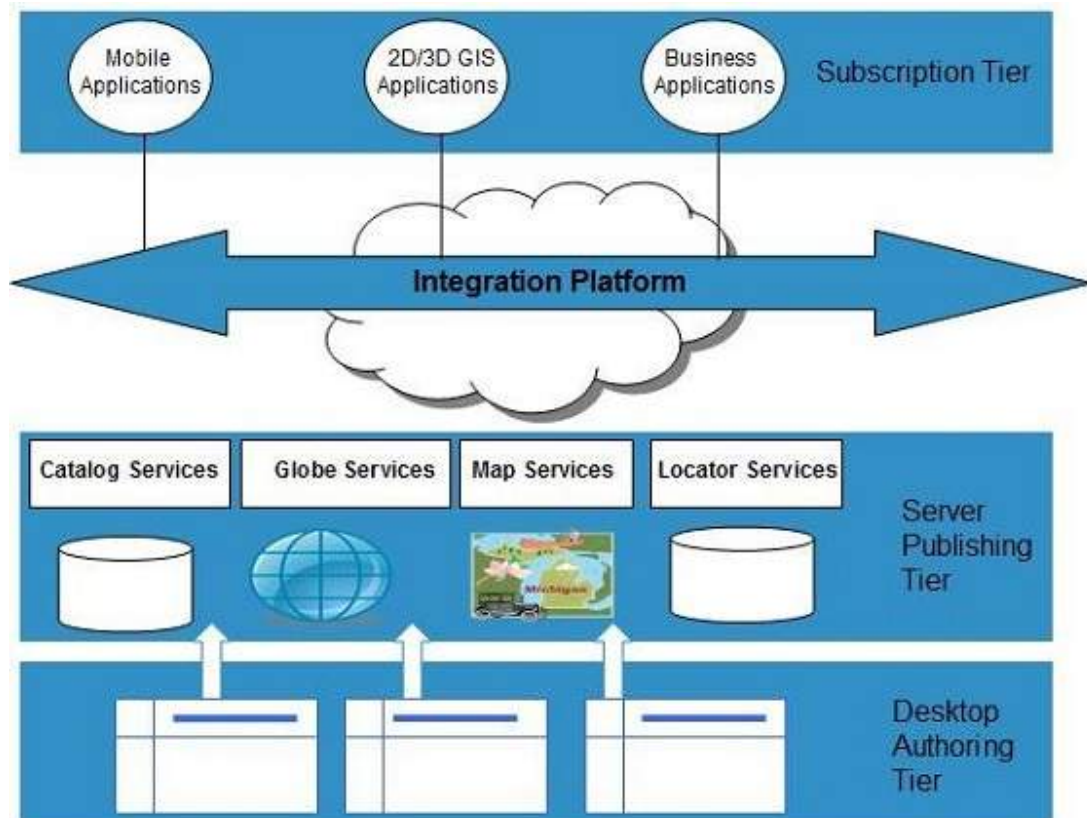 Mobile
Applications
2D/3D GIS
Applications
Business
Applications
Subscription Tier
Integration Platform
Catalog Services
Globe Services
Map Services
Locator Services
Server
Publishing
Tier
Michigan
Desktop
Authoring
Tier